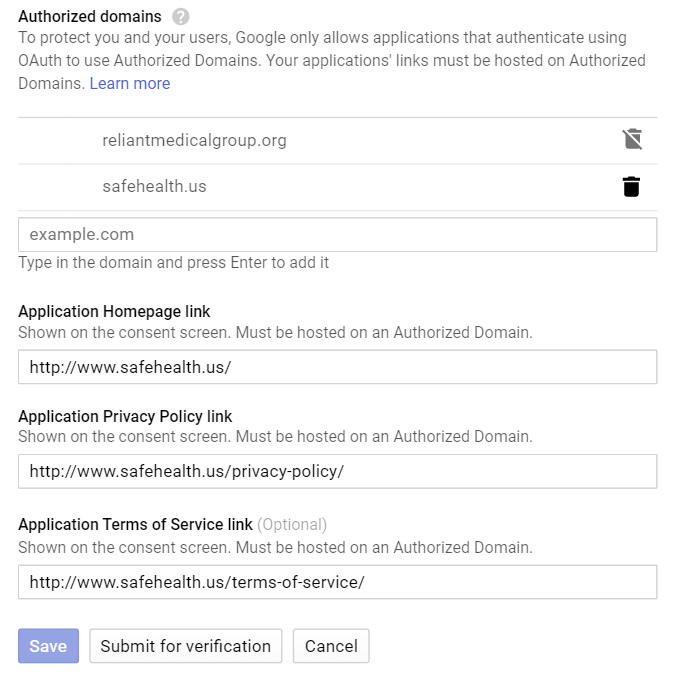 Authorized domains ?
To protect you and your users, Google only allows applications that authenticate using
OAuth to use Authorized Domains. Your applications' links must be hosted on Authorized
Domains. Learn more
reliantmedicalgroup.org
safehealth.us
example.com
Type in the domain and press Enter to add it
Application Homepage link
Shown on the consent screen. Must be hosted on an Authorized Domain.
http://www.safehealth.us/
Application Privacy Policy link
Shown on the consent screen. Must be hosted on an Authorized Domain.
http://www.safehealth.us/privacy-policy/
Application Terms of Service link (Optional)
Shown on the consent screen. Must be hosted on an Authorized Domain.
http://www.safehealth.us/terms-of-service/
Save Submit for verification Cancel